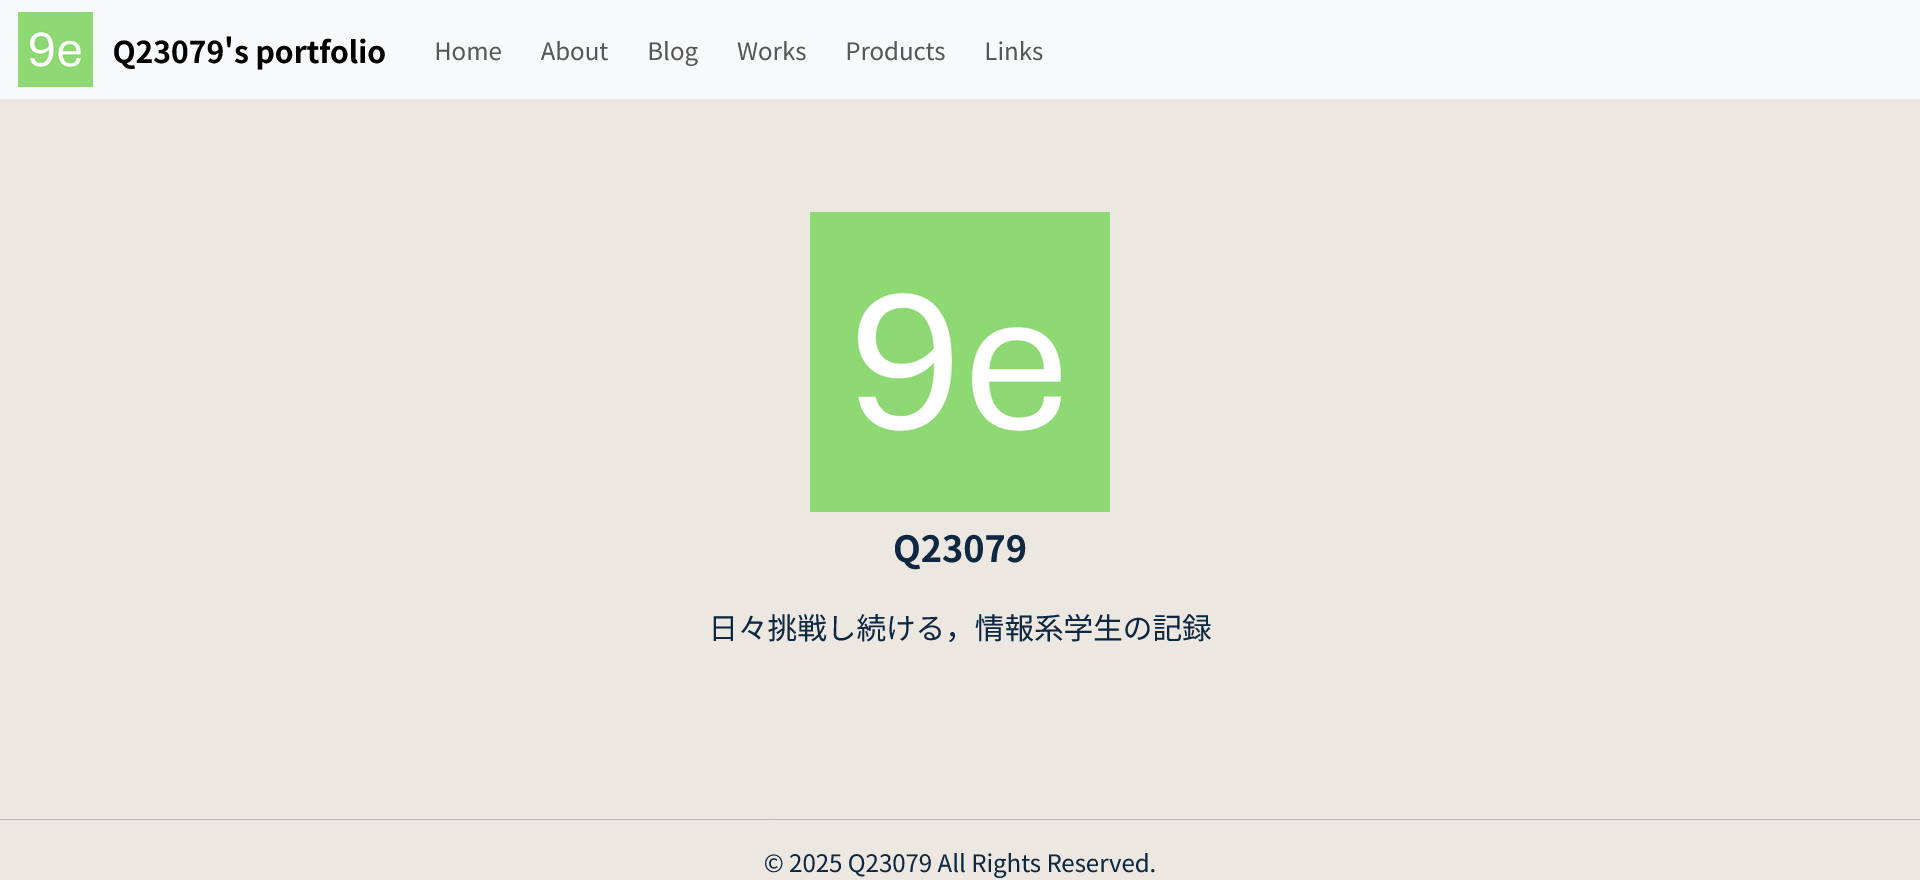 9e Q23079's portfolio Home About Blog Works Products Links
9e
Q23079
日々挑戦し続ける，情報系学生の記録
© 2025 Q23079 All Rights Reserved.